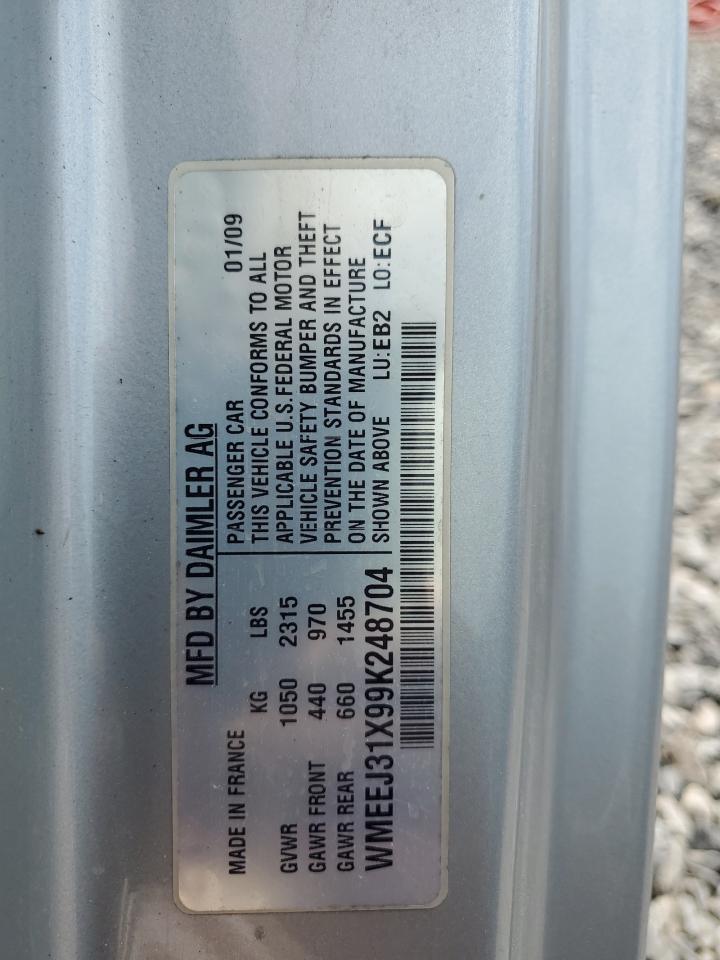 MFD BY DAIMLER AG
MADE IN FRANCE PASSENGER CAR 01/09
KG LBS THIS VEHICLE CONFORMS TO ALL
GVWR 1050 2315 APPLICABLE U.S.FEDERAL MOTOR
GAWR FRONT 440 970 VEHICLE SAFETY BUMPER AND THEFT
GAWR REAR 660 1455 PREVENTION STANDARDS IN EFFECT
ON THE DATE OF MANUFACTURE
WMEEJ31X99K248704 SHOWN ABOVE LU:EB2 LO:ECF